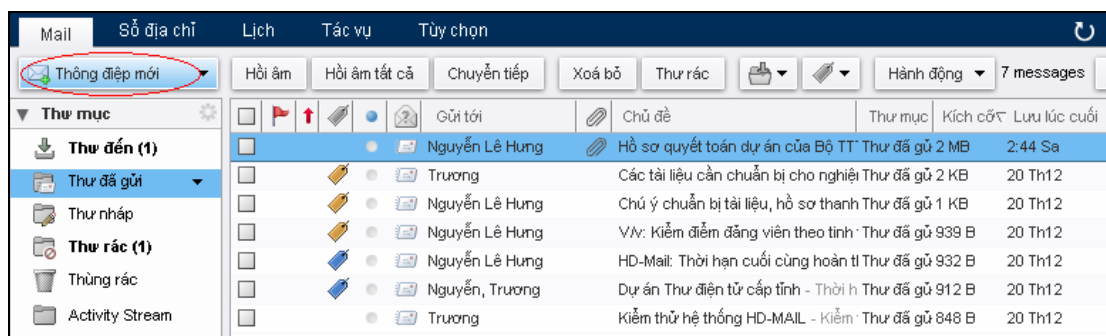 Mail Sổ địa chỉ Lịch Tác vụ Tùy chọn
Thông điệp mới Hồi âm Hồi âm tất cả Chuyển tiếp Xoá bỏ Thư rác Hành động 7 messages
Thư mục Gửi tới Chủ đề Thư mục Kích cỡ Lưu lúc cuối
Thư đến (1) Nguyễn Lê Hưng Hồ sơ quyết toán dự án của Bộ TT Thư đã gử 2 MB 2:44 Sa
Thư đã gửi Trương Các tài liệu cần chuẩn bị cho nghiệ Thư đã gử 2 KB 20 Th12
Thư nháp Nguyễn Lê Hưng Chú ý chuẩn bị tài liệu, hồ sơ thanh Thư đã gử 1 KB 20 Th12
Thư rác (1) Nguyễn Lê Hưng V/v: Kiểm điểm đảng viên theo tinh Thư đã gử 939 B 20 Th12
Nguyễn Lê Hưng HD-Mail: Thời hạn cuối cùng hoàn tl Thư đã gử 932 B 20 Th12
Thùng rác Nguyễn, Trương Dự án Thư điện tử cấp tỉnh - Thời h Thư đã gử 912 B 20 Th12
Activity Stream Trương Kiểm thử hệ thống HD-MAIL - Kiểm Thư đã gử 848 B 20 Th12